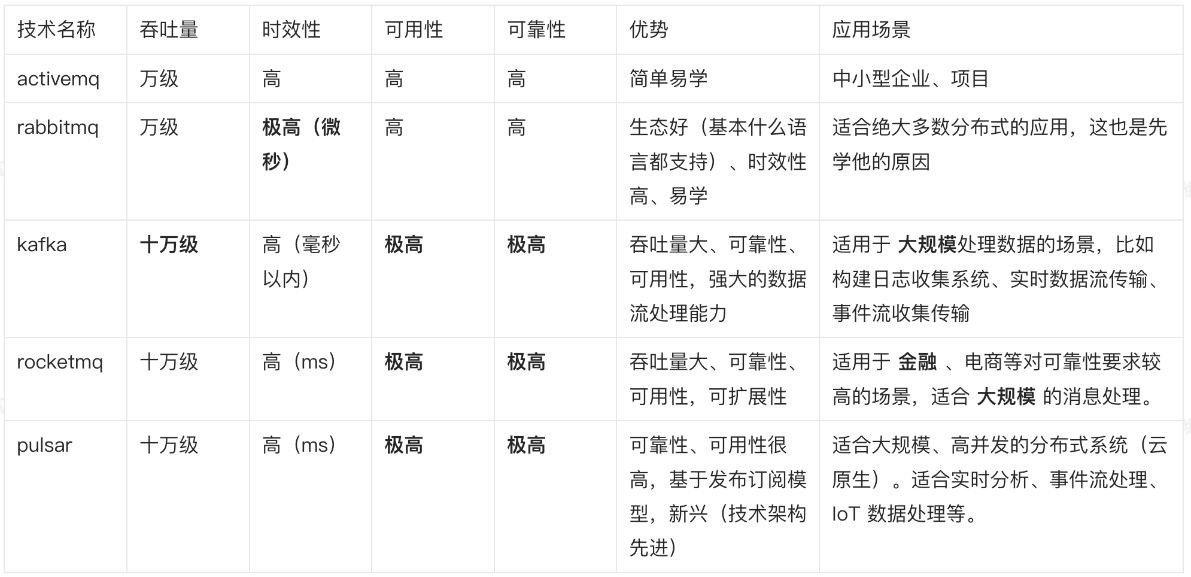 技术名称 吞吐量 时效性 可用性 可靠性 优势 应用场景
activemq 万级 高 高 高 简单易学 中小型企业、项目
rabbitmq 万级 极高（微 高 高 生态好（基本什么语 适合绝大多数分布式的应用，这也是先
秒） 言都支持）、时效性 学他的原因
高、易学
kafka 十万级 高（毫秒 极高 极高 吞吐量大、可靠性、 适用于 大规模处理数据的场景，比如
以内） 可用性，强大的数据 构建日志收集系统、实时数据流传输、
流处理能力 事件流收集传输
rocketmq 十万级 高（ms） 极高 极高 吞吐量大、可靠性、 适用于 金融 、电商等对可靠性要求较
可用性，可扩展性 高的场景，适合 大规模 的消息处理。
pulsar 十万级 高（ms） 极高 极高 可靠性、可用性很 适合大规模、高并发的分布式系统（云
高，基于发布订阅模 原生）。适合实时分析、事件流处理、
型，新兴（技术架构 IoT 数据处理等。
先进）